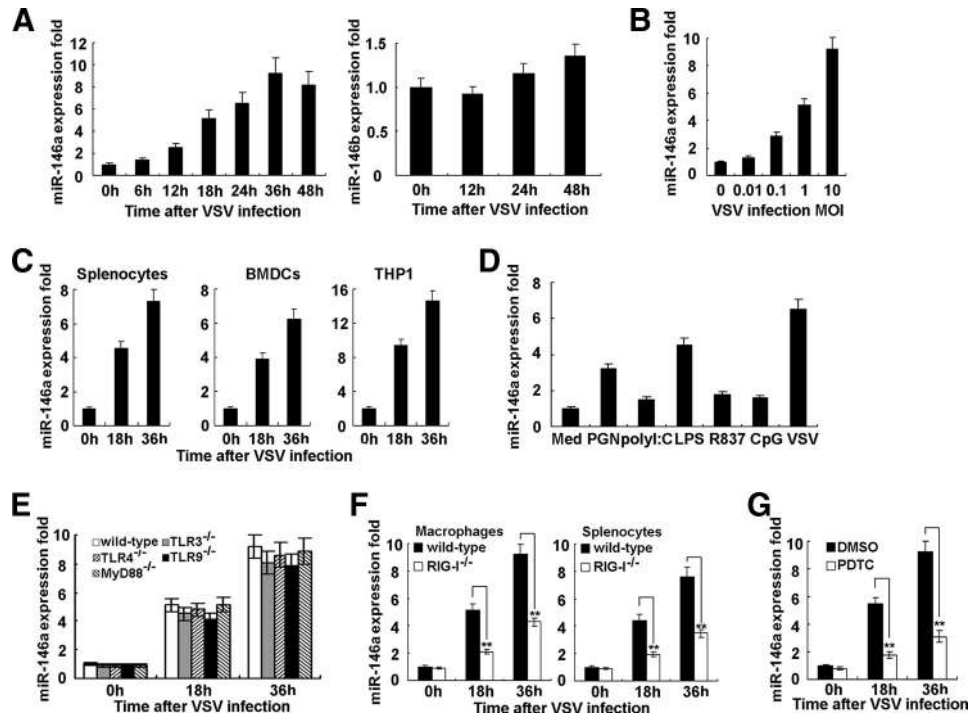 A
miR-146a expression fold
12
10
8
6
4
2
0
0h 6h 12h 18h 24h 36h 48h
Time after VSV infection
miR-146b expression fold
1.5
1.0
0.5
0
0h 12h 24h 48h
Time after VSV infection
B
miR-146a expression fold
10
8
6
4
2
0
0 0.01 0.1 1 10
VSV infection MOI
C
miR-146a expression fold
Splenocytes
8
6
4
2
0
0h 18h 36h
BMDCs
8
6
4
2
0
0h 18h 36h
THP1
16
12
8
4
0
0h 18h 36h
Time after VSV infection
D
miR-146a expression fold
8
6
4
2
0
Med PGN polyI:C LPS R837 CpG VSV
E
miR-146a expression fold
10
8
6
4
2
0
wild-type TLR3-/-
TLR4-/- TLR9-/-
MyD88-/-
0h 18h 36h
Time after VSV infection
F
miR-146a expression fold
Macrophages
wild-type
RIG-I-/-
10
8
6
4
2
0
**
**
0h 18h 36h
Splenocytes
wild-type
RIG-I-/-
10
8
6
4
2
0
**
**
0h 18h 36h
Time after VSV infection
G
miR-146a expression fold
DMSO
PDTC
10
8
6
4
2
0
**
**
0h 18h 36h
Time after VSV infection